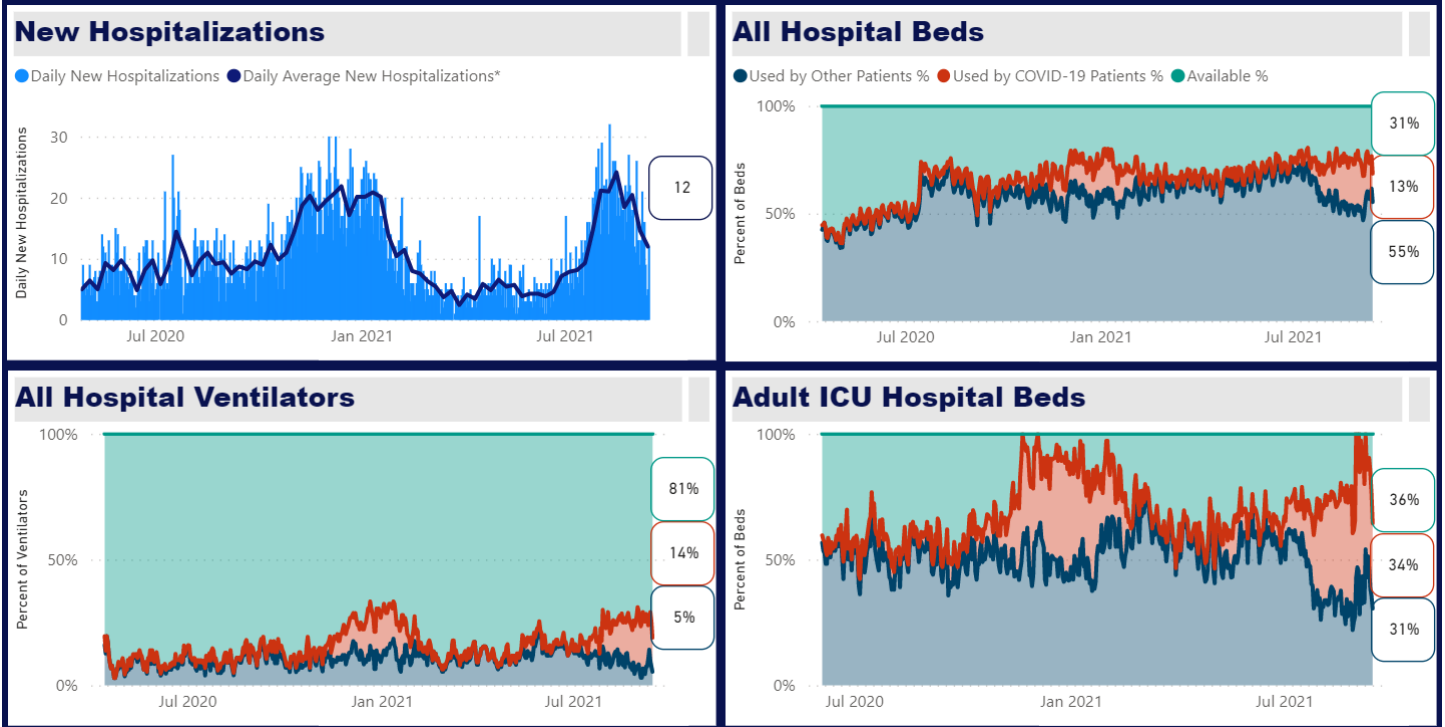 New Hospitalizations
Daily New Hospitalizations Daily Average New Hospitalizations*
Daily New Hospitalizations
30
20
10
0
12
Jul 2020 Jan 2021 Jul 2021
All Hospital Beds
Used by Other Patients % Used by COVID-19 Patients % Available %
Percent of Beds
100%
50%
0%
31%
13%
55%
Jul 2020 Jan 2021 Jul 2021
All Hospital Ventilators
Percent of Ventilators
100%
50%
0%
81%
14%
5%
Jul 2020 Jan 2021 Jul 2021
Adult ICU Hospital Beds
Percent of Beds
100%
50%
0%
36%
34%
31%
Jul 2020 Jan 2021 Jul 2021